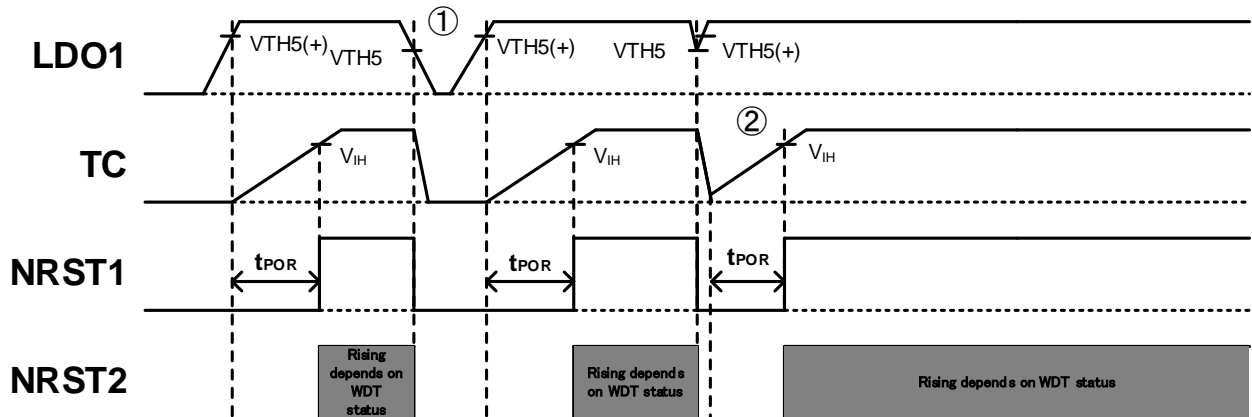 LDO1
VTH5(+)
VTH5
①
VTH5(+)
VTH5
VTH5(+)
TC
VIH
VIH
②
VIH
NRST1
tPOR
tPOR
tPOR
NRST2
Rising
depends on
WDT
status
Rising depends
on WDT status
Rising depends on WDT status